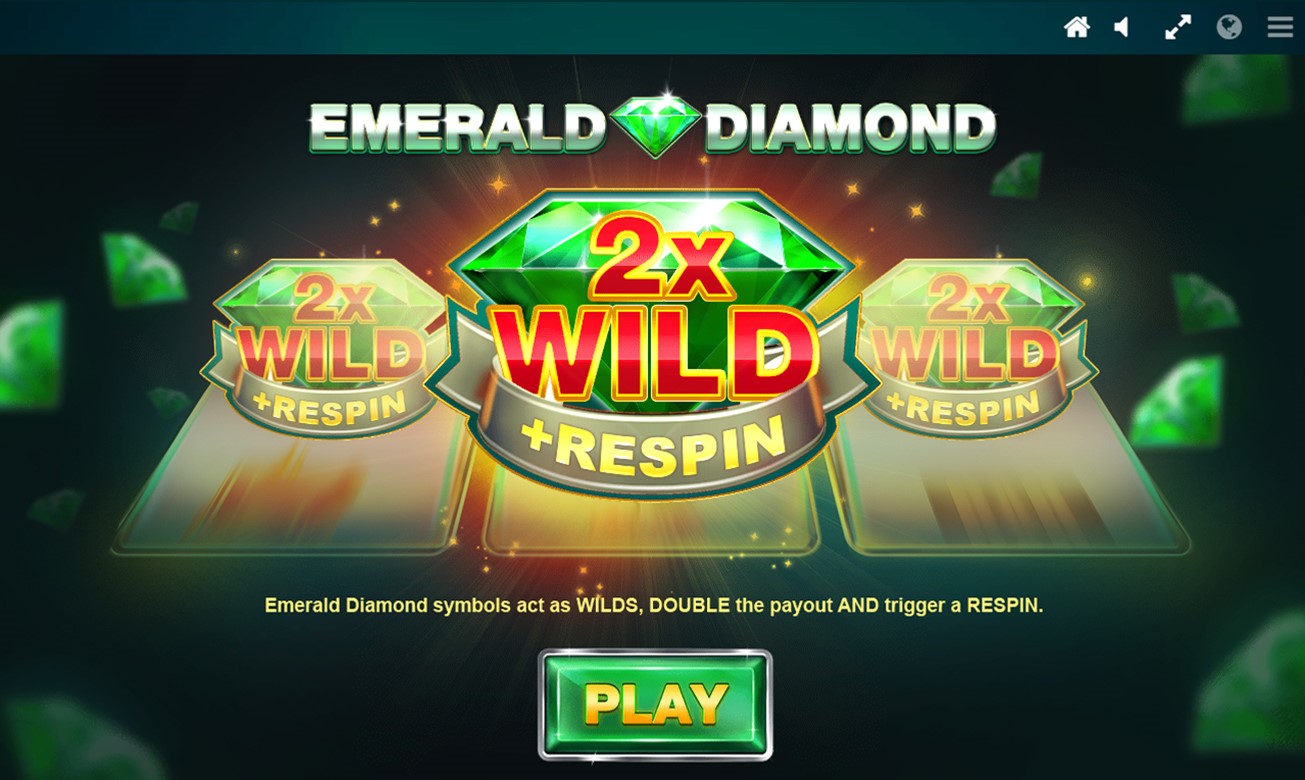 EMERALD DIAMOND
2x
WILD
+RESPIN
2x
WILD
+RESPIN
2x
WILD
+RESPIN
Emerald Diamond symbols act as WILDS, DOUBLE the payout AND trigger a RESPIN.
PLAY